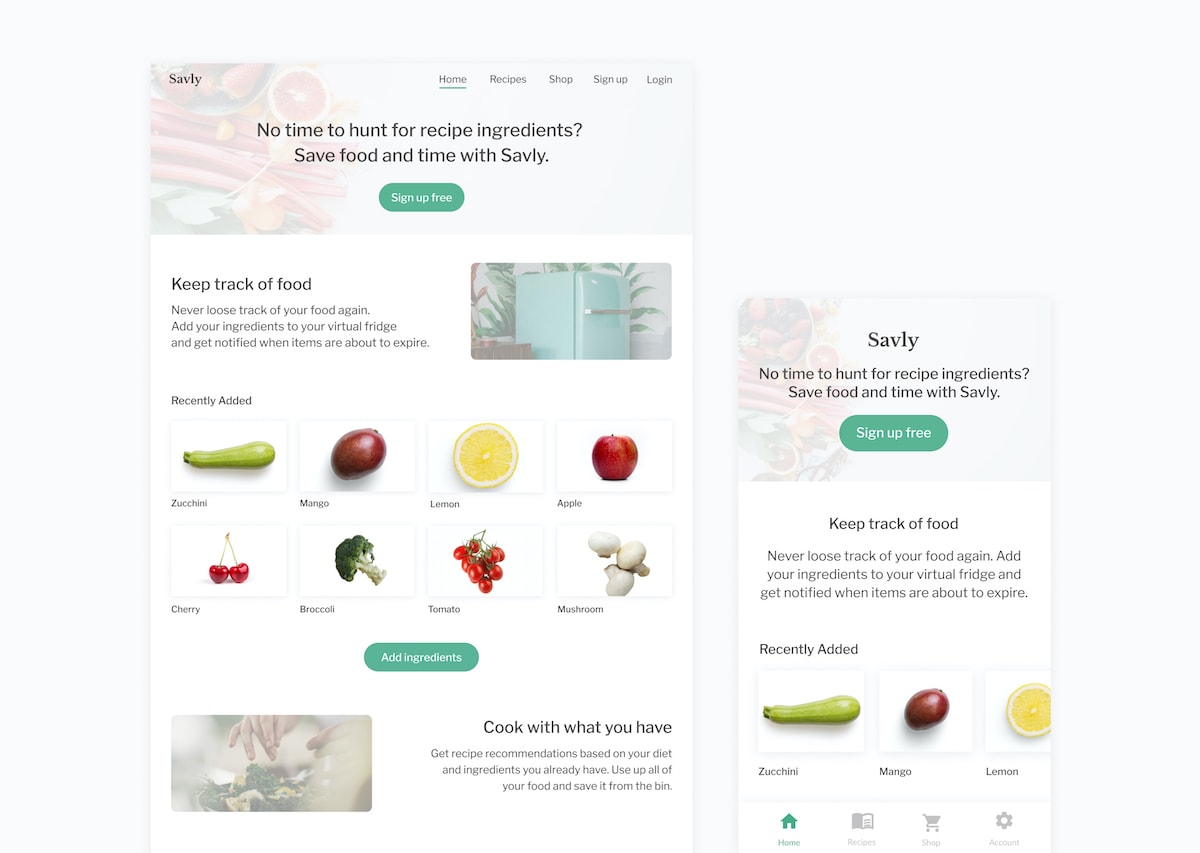 Savly
Home Recipes Shop Sign up Login
No time to hunt for recipe ingredients?
Save food and time with Savly.
Sign up free
Keep track of food
Never loose track of your food again.
Add your ingredients to your virtual fridge
and get notified when items are about to expire.
Recently Added
Zucchini Mango Lemon Apple
Cherry Broccoli Tomato Mushroom
Add ingredients
Cook with what you have
Get recipe recommendations based on your diet
and ingredients you already have. Use up all of
your food and save it from the bin.
Savly
No time to hunt for recipe ingredients?
Save food and time with Savly.
Sign up free
Keep track of food
Never loose track of your food again. Add
your ingredients to your virtual fridge and
get notified when items are about to expire.
Recently Added
Zucchini Mango Lemon
Home Recipes Shop Account